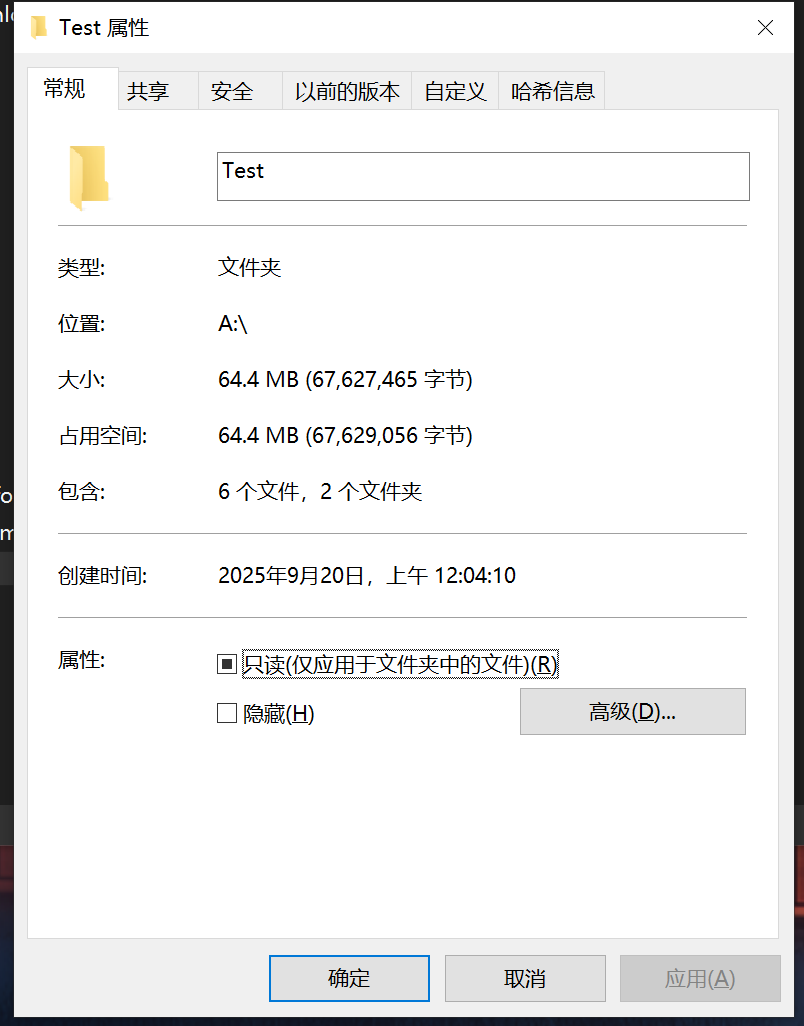 Test 属性
常规 共享 安全 以前的版本 自定义 哈希信息
Test
类型: 文件夹
位置: A:\
大小: 64.4 MB (67,627,465 字节)
占用空间: 64.4 MB (67,629,056 字节)
包含: 6 个文件，2 个文件夹
创建时间: 2025年9月20日，上午 12:04:10
属性: 只读(仅应用于文件夹中的文件)(R)
隐藏(H) 高级(D)...
确定 取消 应用(A)